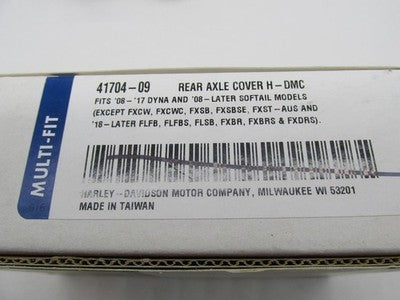 41704-09 REAR AXLE COVER H-DMC
FITS '08-'17 DYNA AND '08-LATER SOFTAIL MODELS
(EXCEPT FXCW, FXCWC, FXSB, FXSBSE, FXST-AUS AND
'18-LATER FLFB, FLFBS, FLSB, FXBR, FXBRS & FXDRS).
HARLEY-DAVIDSON MOTOR COMPANY, MILWAUKEE WI 53201
MADE IN TAIWAN
MULTI-FIT